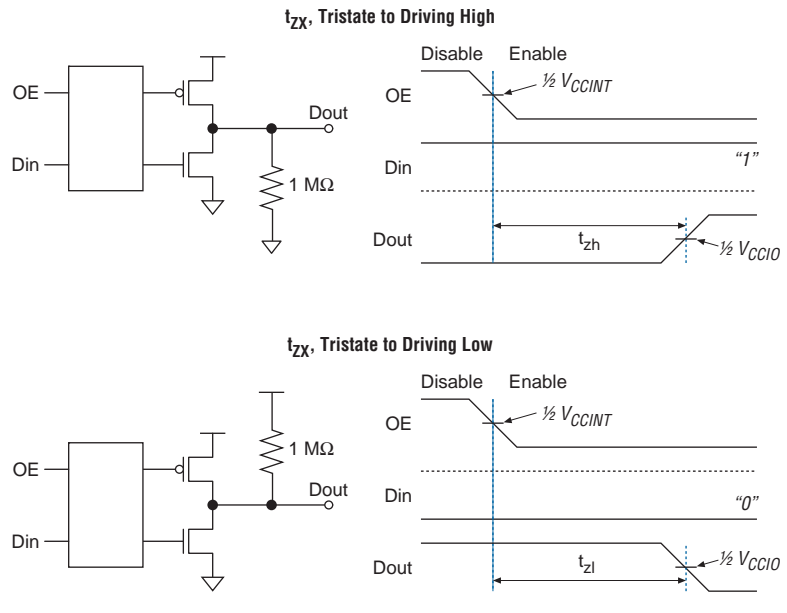 tZX, Tristate to Driving High
Disable Enable
OE
Din
Dout
1 MΩ
OE
½ VCCINT
Din
"1"
Dout
tzh
½ VCCIO
tZX, Tristate to Driving Low
Disable Enable
OE
Din
1 MΩ
Dout
OE
½ VCCINT
Din
"0"
Dout
tzl
½ VCCIO